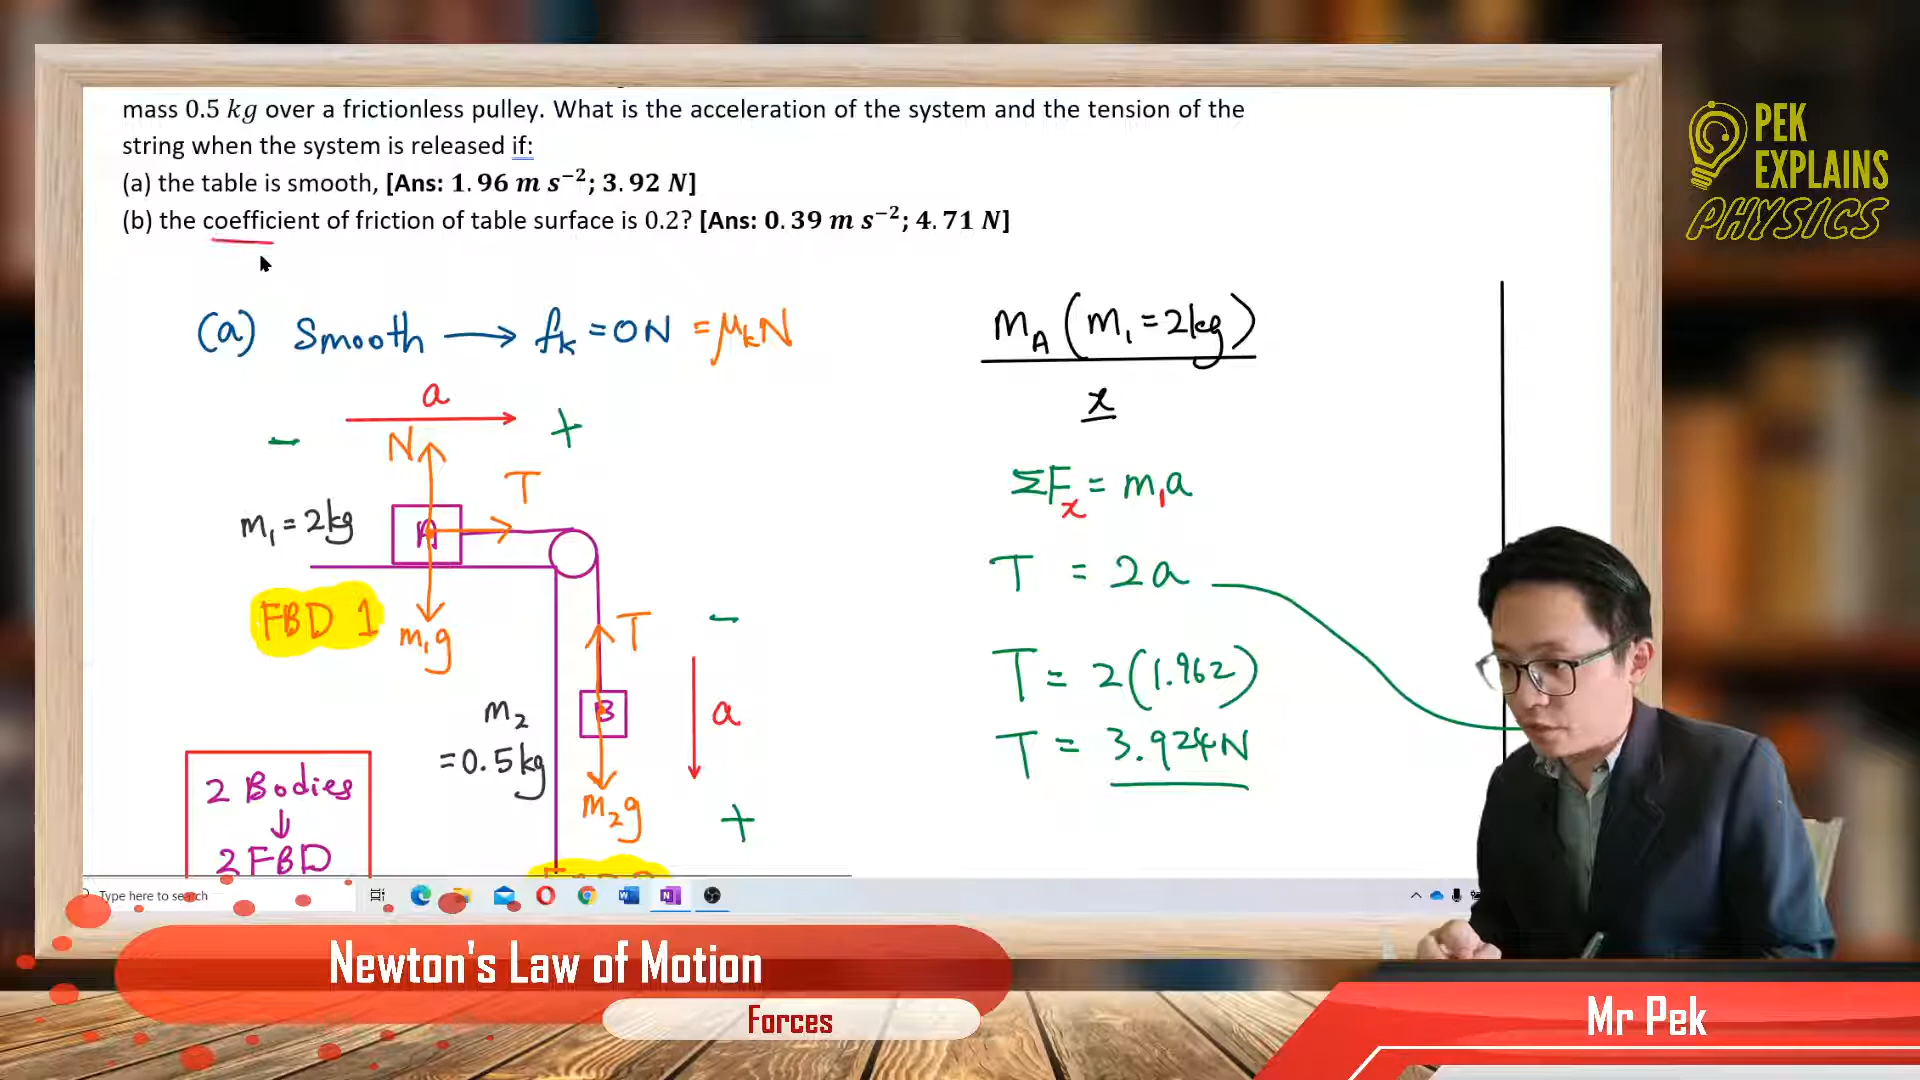 mass 0.5 kg over a frictionless pulley. What is the acceleration of the system and the tension of the
string when the system is released if:
(a) the table is smooth, [Ans: 1.96 m s⁻²; 3.92 N]
(b) the coefficient of friction of table surface is 0.2? [Ans: 0.39 m s⁻²; 4.71 N]
PEK
EXPLAINS
PHYSICS
(a) Smooth → fₖ = 0N = μₖN
a
- +
N
T
m₁ = 2kg
A
FBD 1
m₁g
T
-
m₂
= 0.5kg
B
a
m₂g
+
2 Bodies
↓
2 FBD
m_A (m₁ = 2kg)
x
ΣFₓ = m₁a
T = 2a
T = 2(1.962)
T = 3.924N
Type here to search
Newton's Law of Motion
Forces
Mr Pek